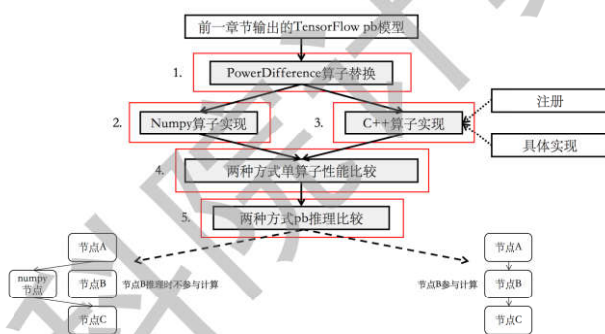 前一章节输出的TensorFlow pb模型
1. PowerDifference算子替换
2. Numpy算子实现
3. C++算子实现
注册
具体实现
4. 两种方式单算子性能比较
5. 两种方式pb推理比较
节点A
numpy
节点
节点B
节点B推理时不参与计算
节点C
节点A
节点B参与计算
节点B
节点C